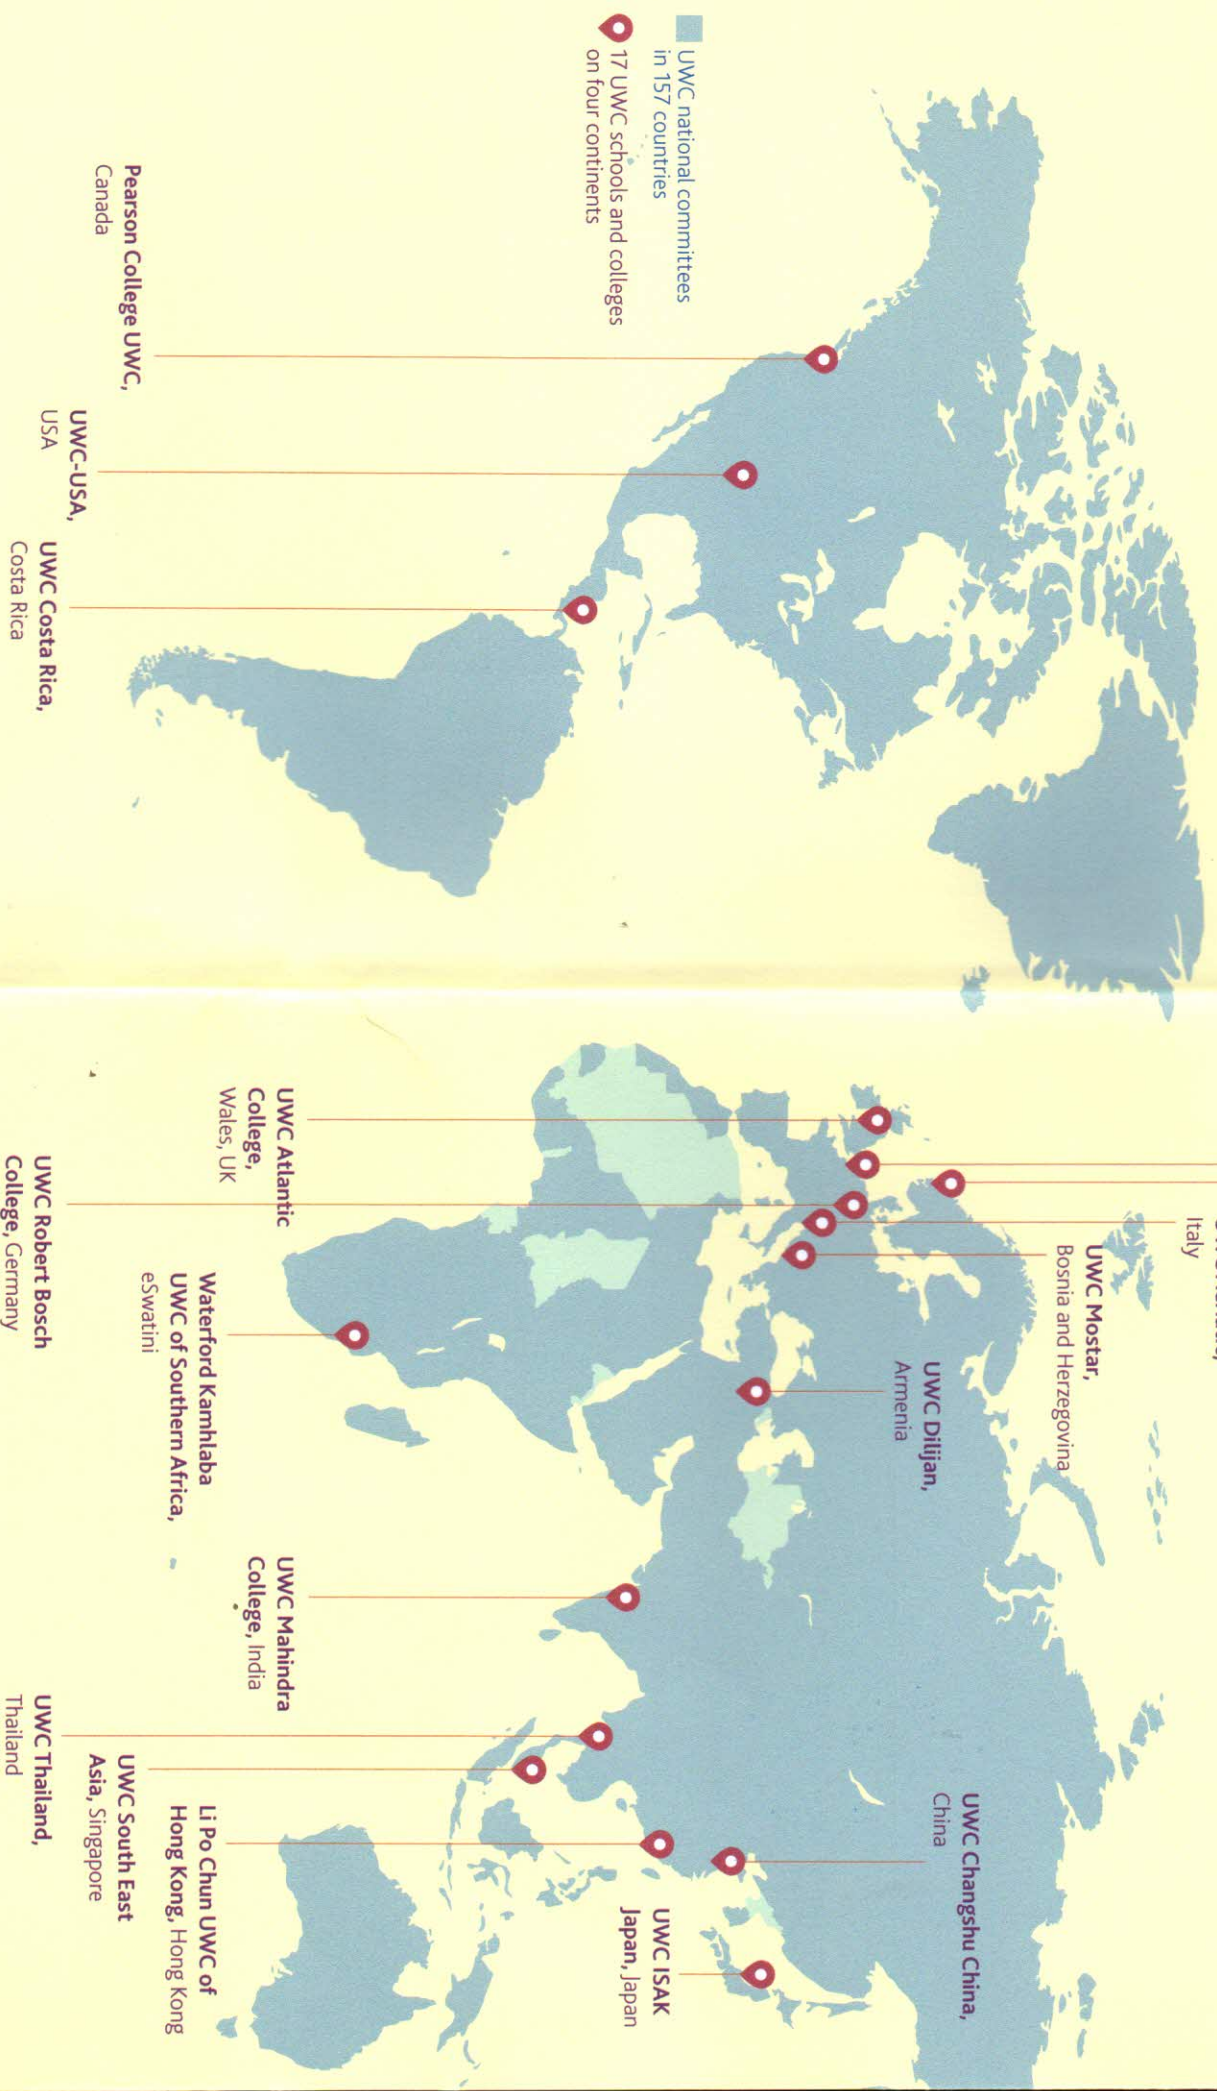 UWC national committees
in 157 countries
17 UWC schools and colleges
on four continents
Pearson College UWC,
Canada
UWC-USA,
USA
UWC Costa Rica,
Costa Rica
Italy
UWC Mostar,
Bosnia and Herzegovina
UWC Dilijan,
Armenia
UWC Changshu China,
China
UWC ISAK
Japan, Japan
UWC Atlantic
College,
Wales, UK
UWC Robert Bosch
College, Germany
Waterford Kamhlaba
UWC of Southern Africa,
eSwatini
UWC Mahindra
College, India
UWC Thailand,
Thailand
UWC South East
Asia, Singapore
Li Po Chun UWC of
Hong Kong, Hong Kong